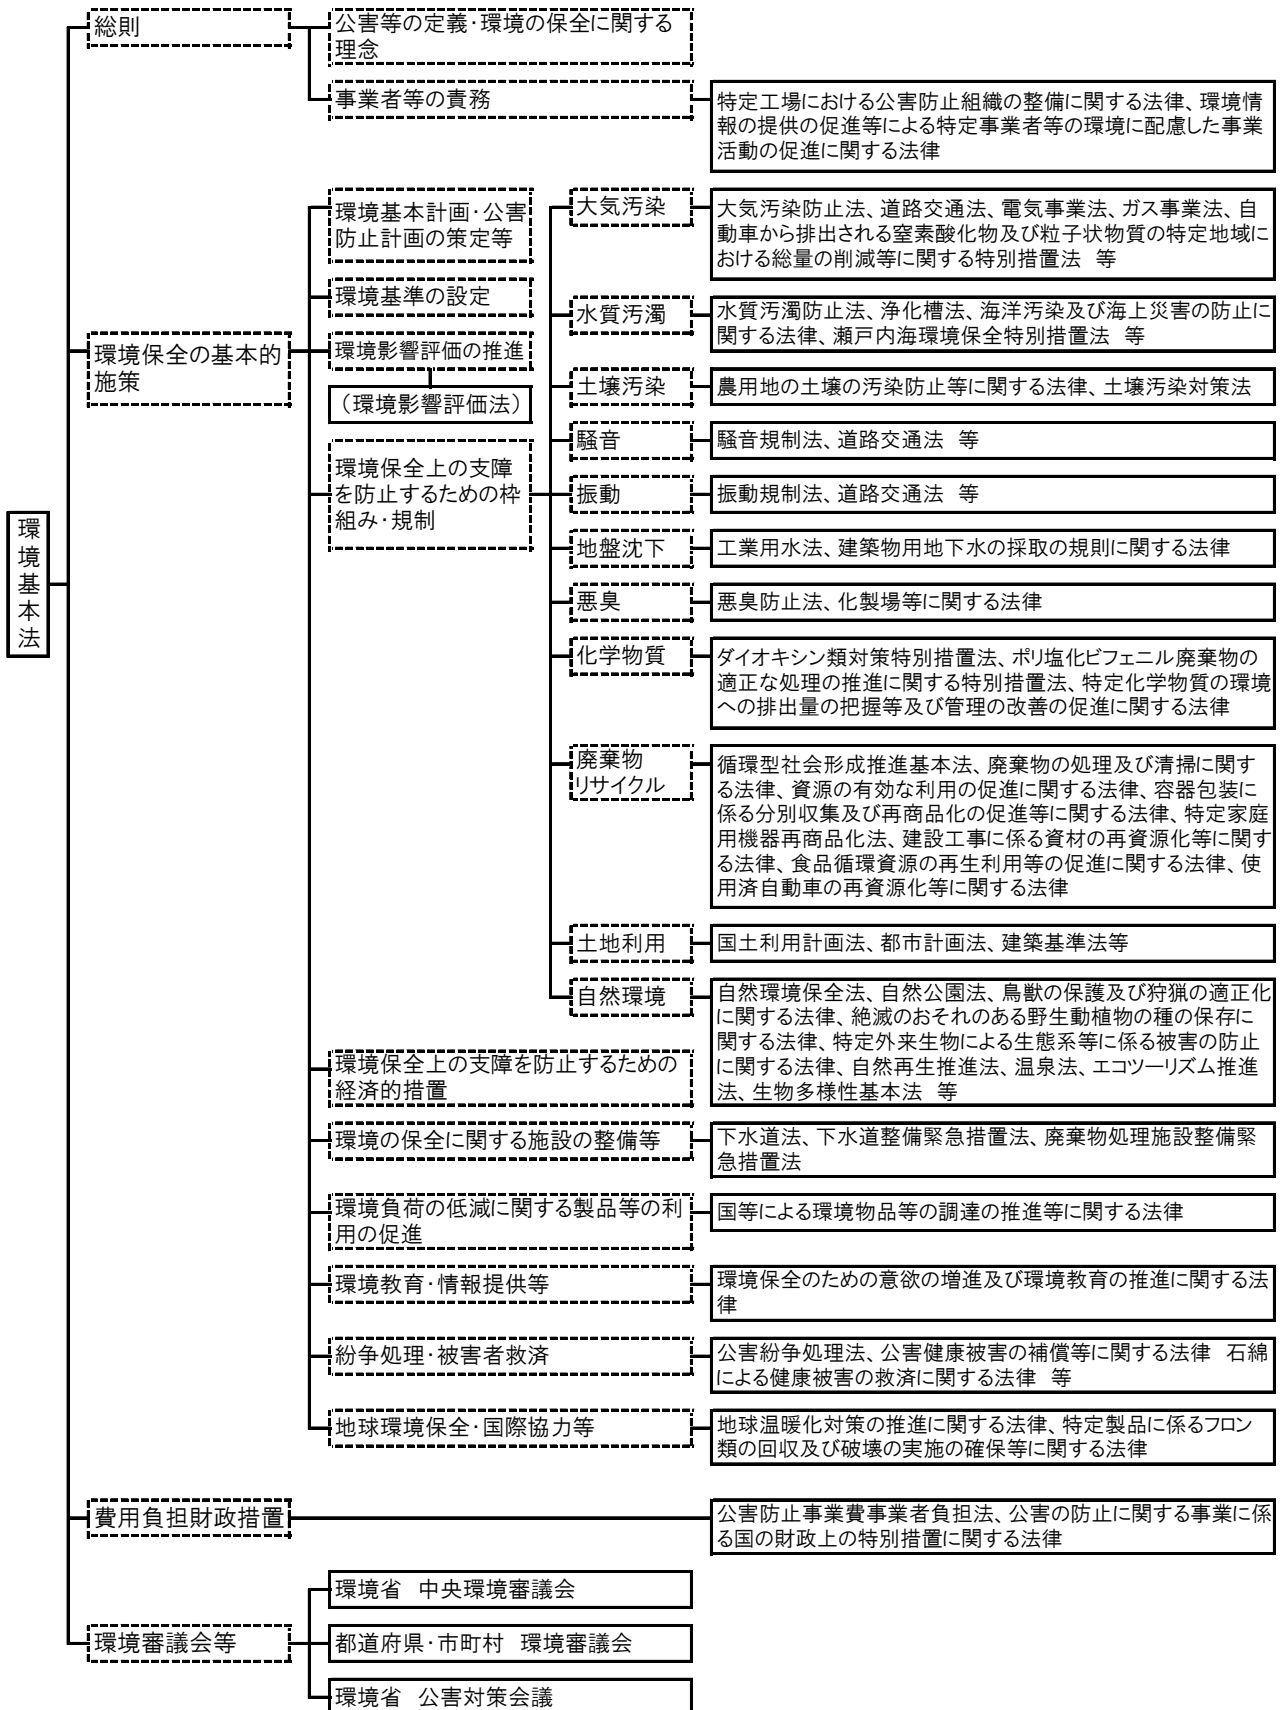 環境基本法
総則
公害等の定義・環境の保全に関する
理念
事業者等の責務
特定工場における公害防止組織の整備に関する法律、環境情
報の提供の促進等による特定事業者等の環境に配慮した事業
活動の促進に関する法律
環境保全の基本的
施策
環境基本計画・公害
防止計画の策定等
環境基準の設定
環境影響評価の推進
（環境影響評価法）
環境保全上の支障
を防止するための枠
組み・規制
大気汚染
大気汚染防止法、道路交通法、電気事業法、ガス事業法、自
動車から排出される窒素酸化物及び粒子状物質の特定地域に
おける総量の削減等に関する特別措置法　等
水質汚濁
水質汚濁防止法、浄化槽法、海洋汚染及び海上災害の防止に
関する法律、瀬戸内海環境保全特別措置法　等
土壌汚染
農用地の土壌の汚染防止等に関する法律、土壌汚染対策法
騒音
騒音規制法、道路交通法　等
振動
振動規制法、道路交通法　等
地盤沈下
工業用水法、建築物用地下水の採取の規則に関する法律
悪臭
悪臭防止法、化製場等に関する法律
化学物質
ダイオキシン類対策特別措置法、ポリ塩化ビフェニル廃棄物の
適正な処理の推進に関する特別措置法、特定化学物質の環境
への排出量の把握等及び管理の改善の促進に関する法律
廃棄物
リサイクル
循環型社会形成推進基本法、廃棄物の処理及び清掃に関す
る法律、資源の有効な利用の促進に関する法律、容器包装に
係る分別収集及び再商品化の促進等に関する法律、特定家庭
用機器再商品化法、建設工事に係る資材の再資源化等に関す
る法律、食品循環資源の再生利用等の促進に関する法律、使
用済自動車の再資源化等に関する法律
土地利用
国土利用計画法、都市計画法、建築基準法等
自然環境
自然環境保全法、自然公園法、鳥獣の保護及び狩猟の適正化
に関する法律、絶滅のおそれのある野生動植物の種の保存に
関する法律、特定外来生物による生態系等に係る被害の防止
に関する法律、自然再生推進法、温泉法、エコツーリズム推進
法、生物多様性基本法　等
環境保全上の支障を防止するための
経済的措置
環境の保全に関する施設の整備等
下水道法、下水道整備緊急措置法、廃棄物処理施設整備緊
急措置法
環境負荷の低減に関する製品等の利
用の促進
国等による環境物品等の調達の推進等に関する法律
環境教育・情報提供等
環境保全のための意欲の増進及び環境教育の推進に関する法
律
紛争処理・被害者救済
公害紛争処理法、公害健康被害の補償等に関する法律　石綿
による健康被害の救済に関する法律　等
地球環境保全・国際協力等
地球温暖化対策の推進に関する法律、特定製品に係るフロン
類の回収及び破壊の実施の確保等に関する法律
費用負担財政措置
公害防止事業費事業者負担法、公害の防止に関する事業に係
る国の財政上の特別措置に関する法律
環境審議会等
環境省　中央環境審議会
都道府県・市町村　環境審議会
環境省　公害対策会議